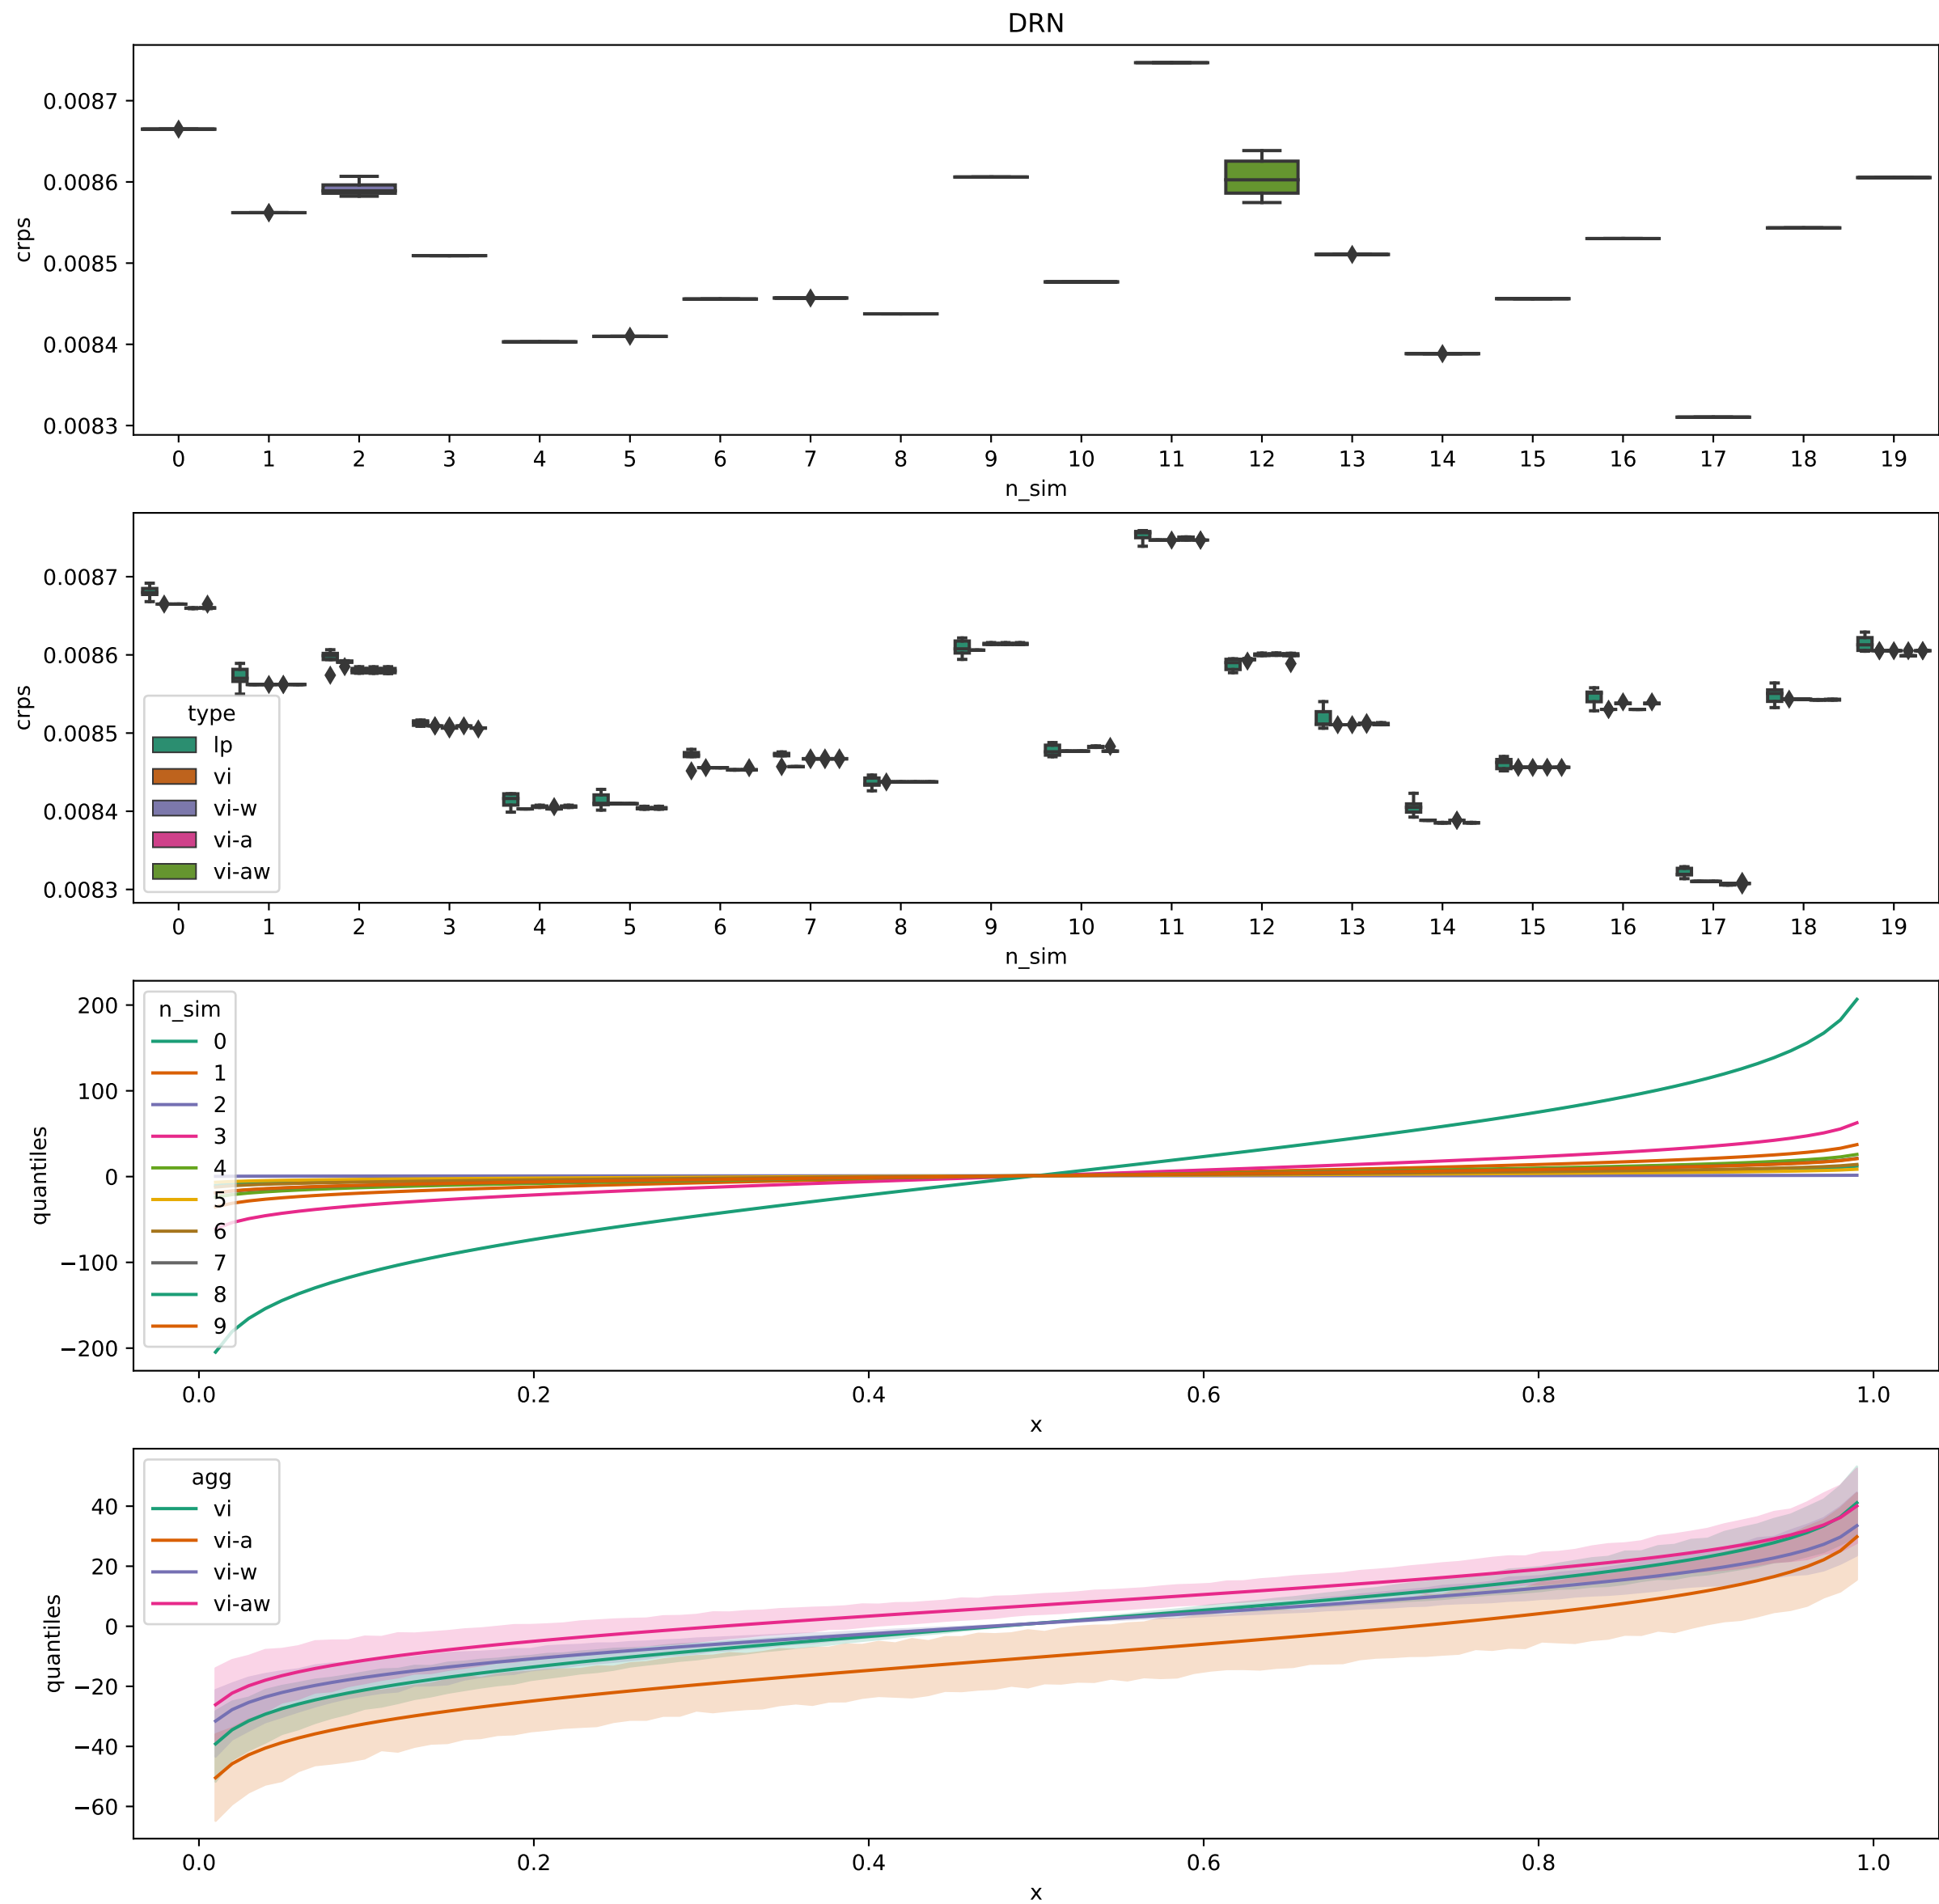 DRN
crps
0.0087
0.0086
0.0085
0.0084
0.0083
0 1 2 3 4 5 6 7 8 9 10 11 12 13 14 15 16 17 18 19
n_sim
crps
0.0087
0.0086
0.0085
0.0084
0.0083
type
lp
vi
vi-w
vi-a
vi-aw
0 1 2 3 4 5 6 7 8 9 10 11 12 13 14 15 16 17 18 19
n_sim
quantiles
200
100
0
−100
−200
n_sim
0
1
2
3
4
5
6
7
8
9
0.0 0.2 0.4 0.6 0.8 1.0
x
quantiles
40
20
0
−20
−40
−60
agg
vi
vi-a
vi-w
vi-aw
0.0 0.2 0.4 0.6 0.8 1.0
x